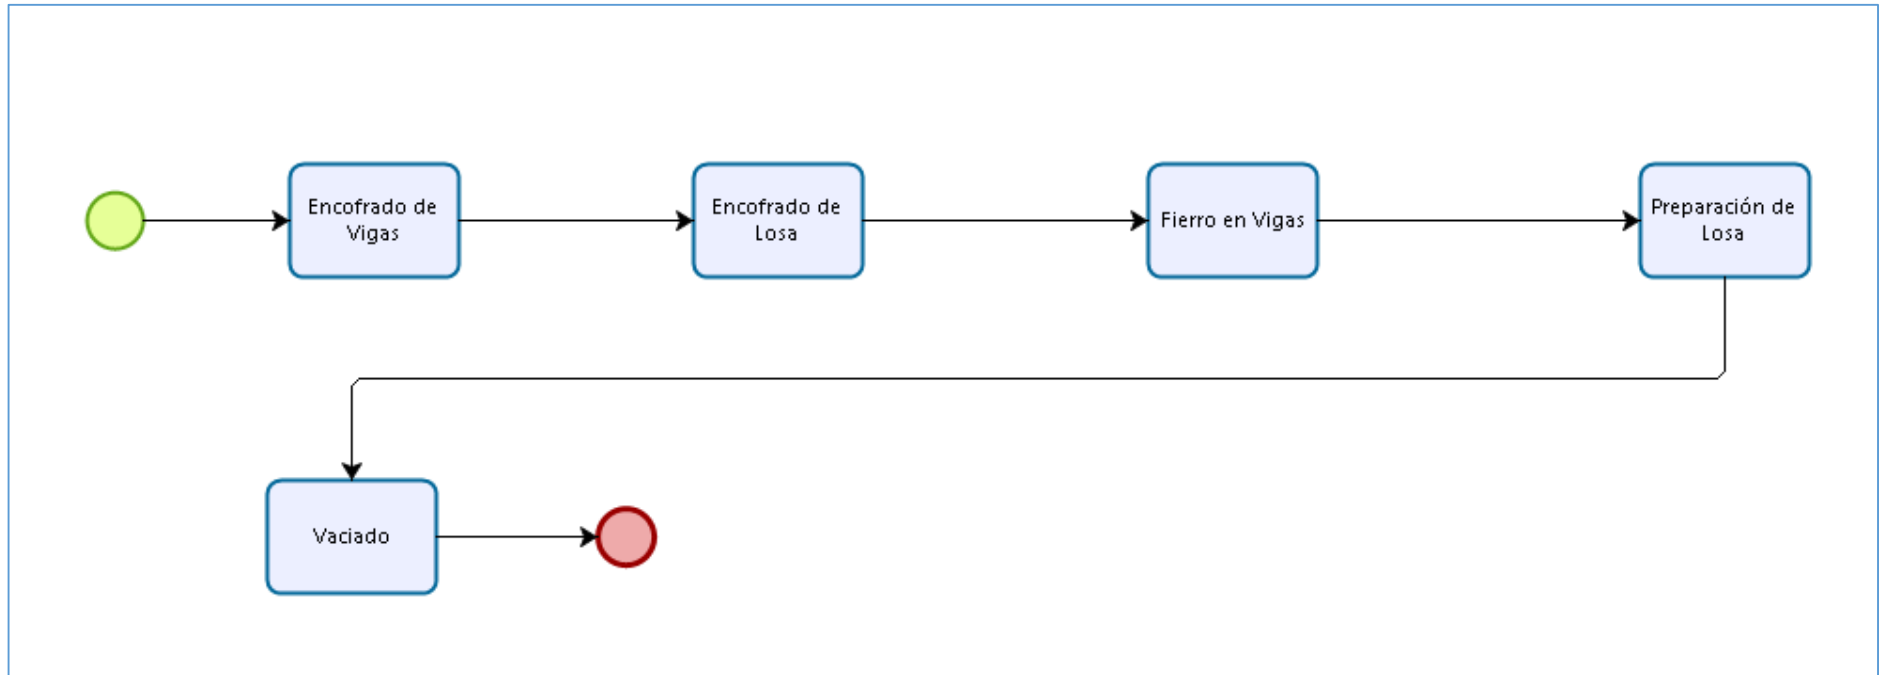 Encofrado de
Vigas
Encofrado de
Losa
Fierro en Vigas
Preparación de
Losa
Vaciado